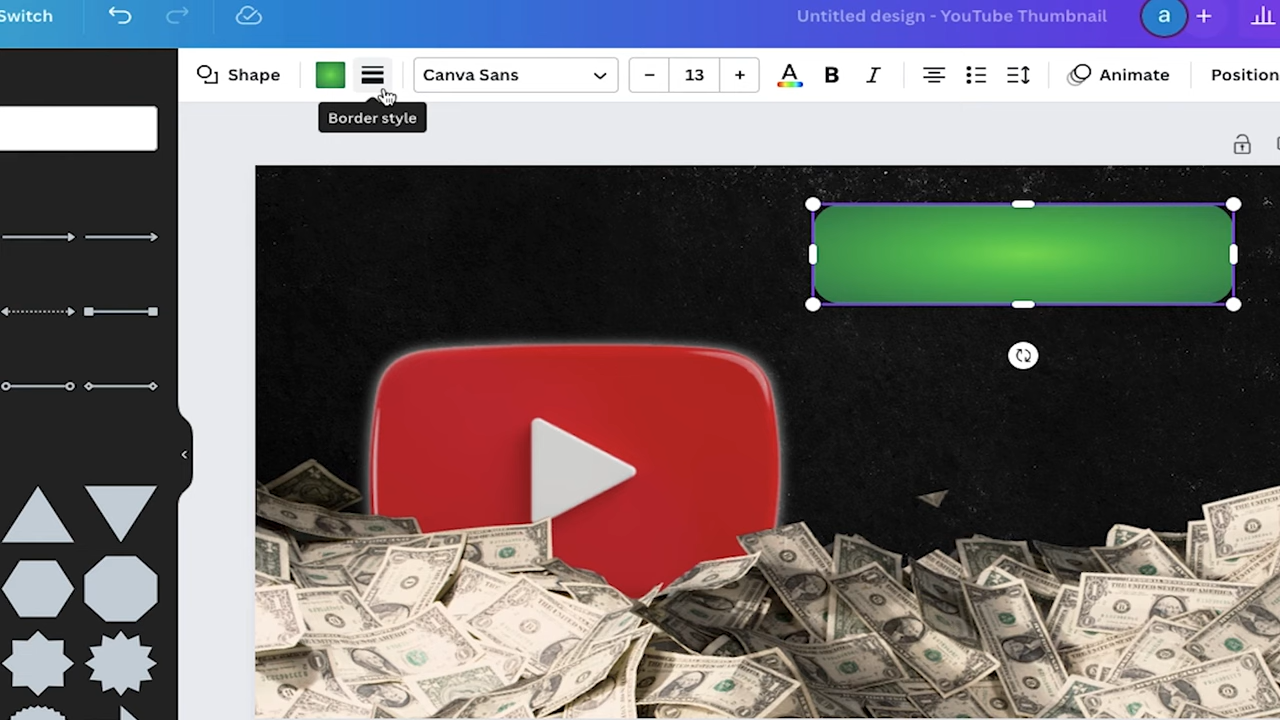 Switch
Untitled design - YouTube Thumbnail
a
Shape
Canva Sans
13
A
B
I
Animate
Position
Border style